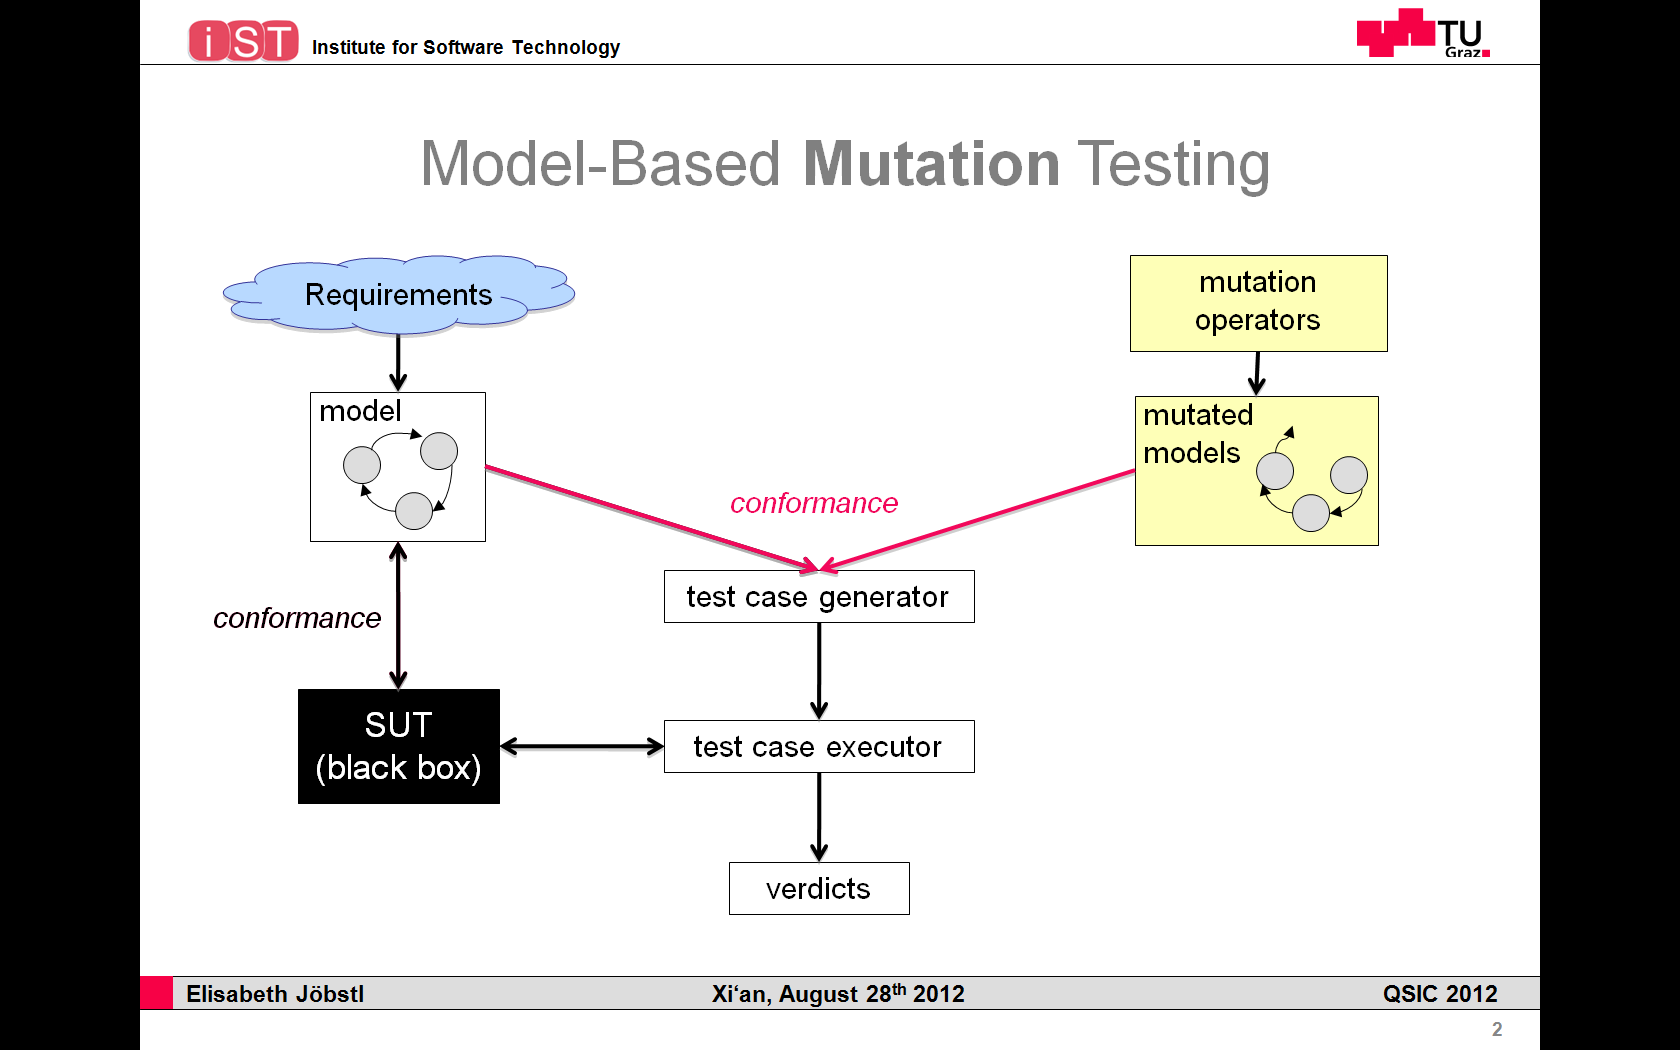 iST Institute for Software Technology
TU
Graz
Model-Based Mutation Testing
Requirements
mutation
operators
model
mutated
models
conformance
test case generator
conformance
SUT
(black box)
test case executor
verdicts
Elisabeth Jöbstl Xi‘an, August 28th 2012 QSIC 2012
2